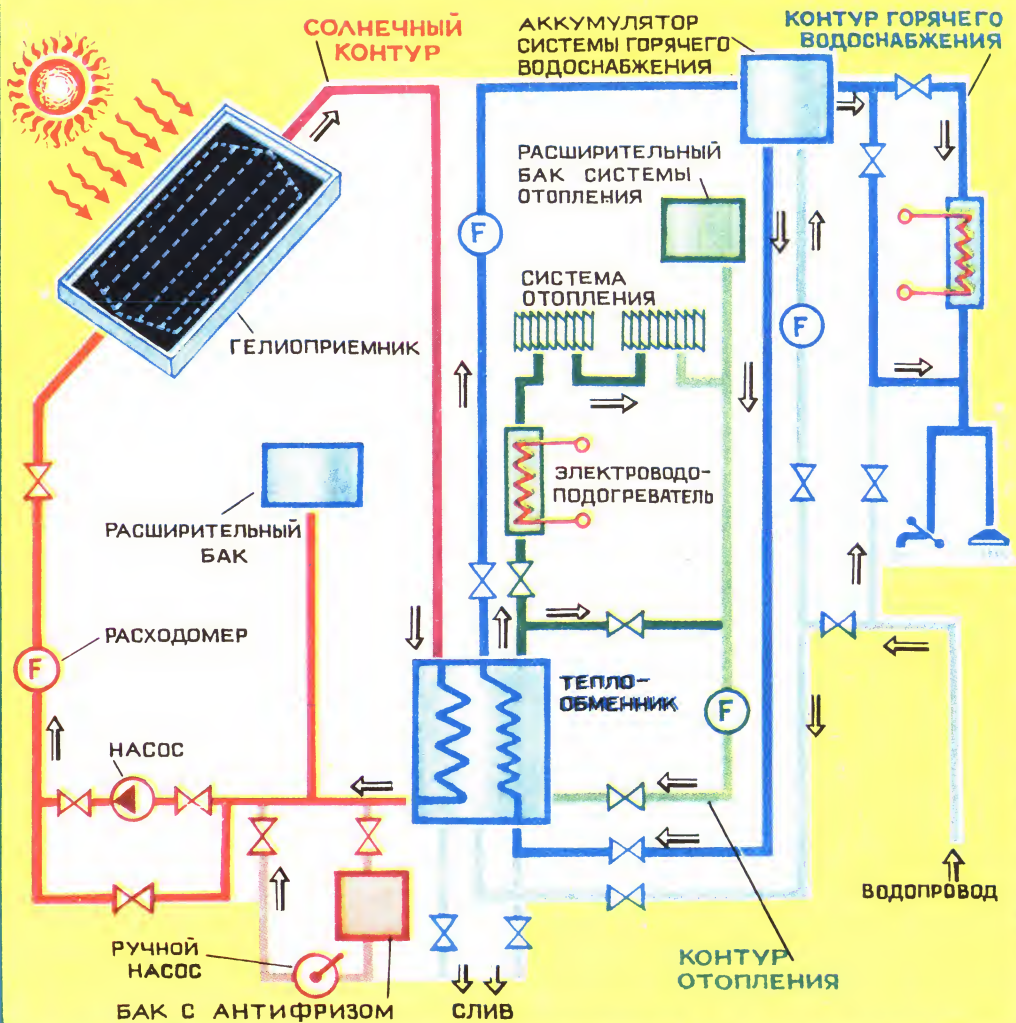 СОЛНЕЧНЫЙ
КОНТУР
АККУМУЛЯТОР
СИСТЕМЫ ГОРЯЧЕГО
ВОДОСНАБЖЕНИЯ
КОНТУР ГОРЯЧЕГО
ВОДОСНАБЖЕНИЯ
РАСШИРИТЕЛЬНЫЙ
БАК СИСТЕМЫ
ОТОПЛЕНИЯ
F
СИСТЕМА
ОТОПЛЕНИЯ
F
ГЕЛИОПРИЕМНИК
ЭЛЕКТРОВОДО-
ПОДОГРЕВАТЕЛЬ
РАСШИРИТЕЛЬНЫЙ
БАК
РАСХОДОМЕР
F
ТЕПЛО-
ОБМЕННИК
F
НАСОС
ВОДОПРОВОД
РУЧНОЙ
НАСОС
КОНТУР
ОТОПЛЕНИЯ
БАК С АНТИФРИЗОМ
СЛИВ